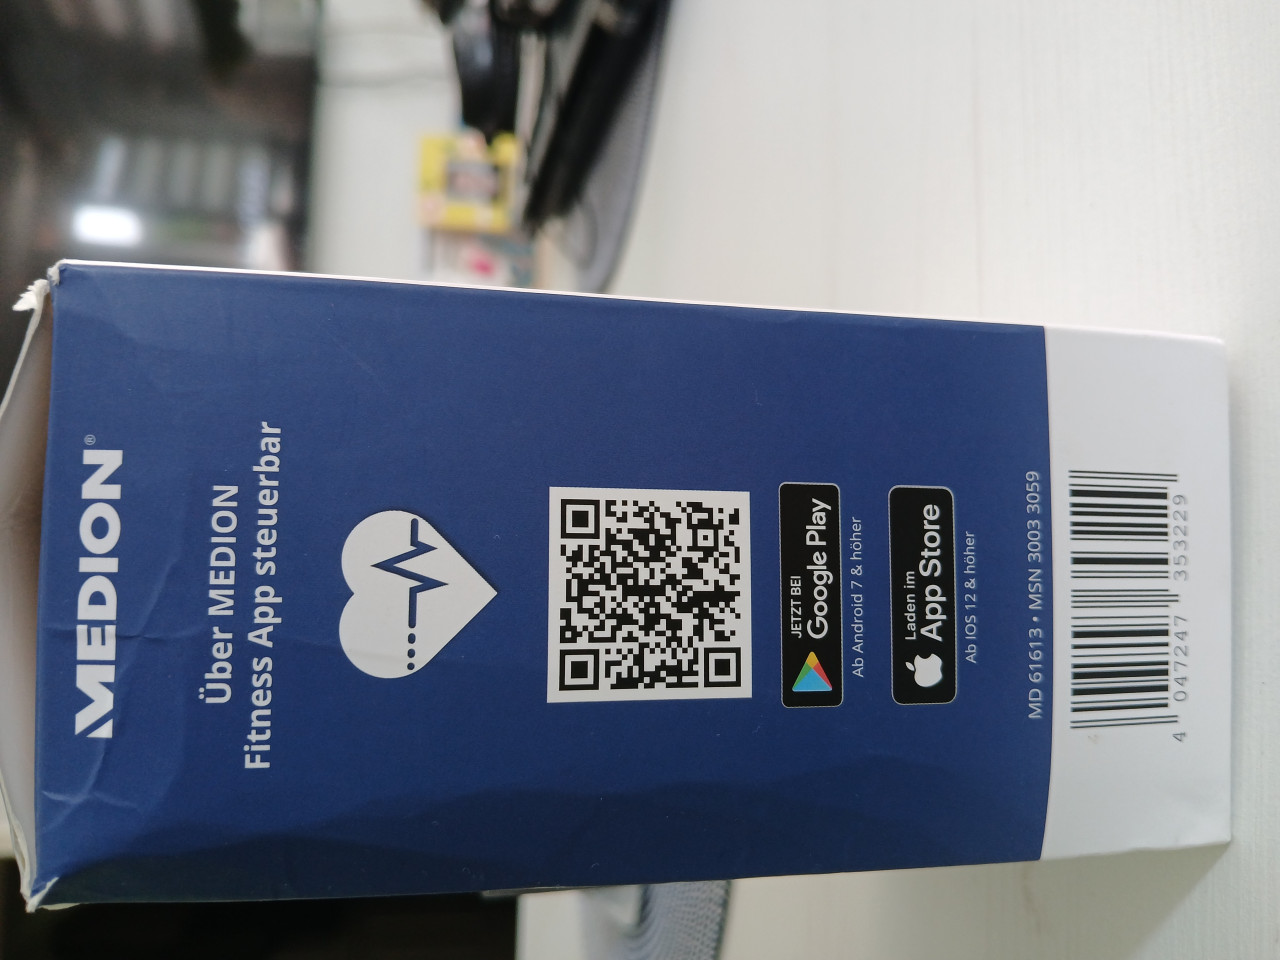 MEDION®
Über MEDION
Fitness App steuerbar
JETZT BEI
Google Play
Ab Android 7 & höher
Laden im
App Store
Ab IOS 12 & höher
MD 61613 • MSN 3003 3059
4 047247 353229